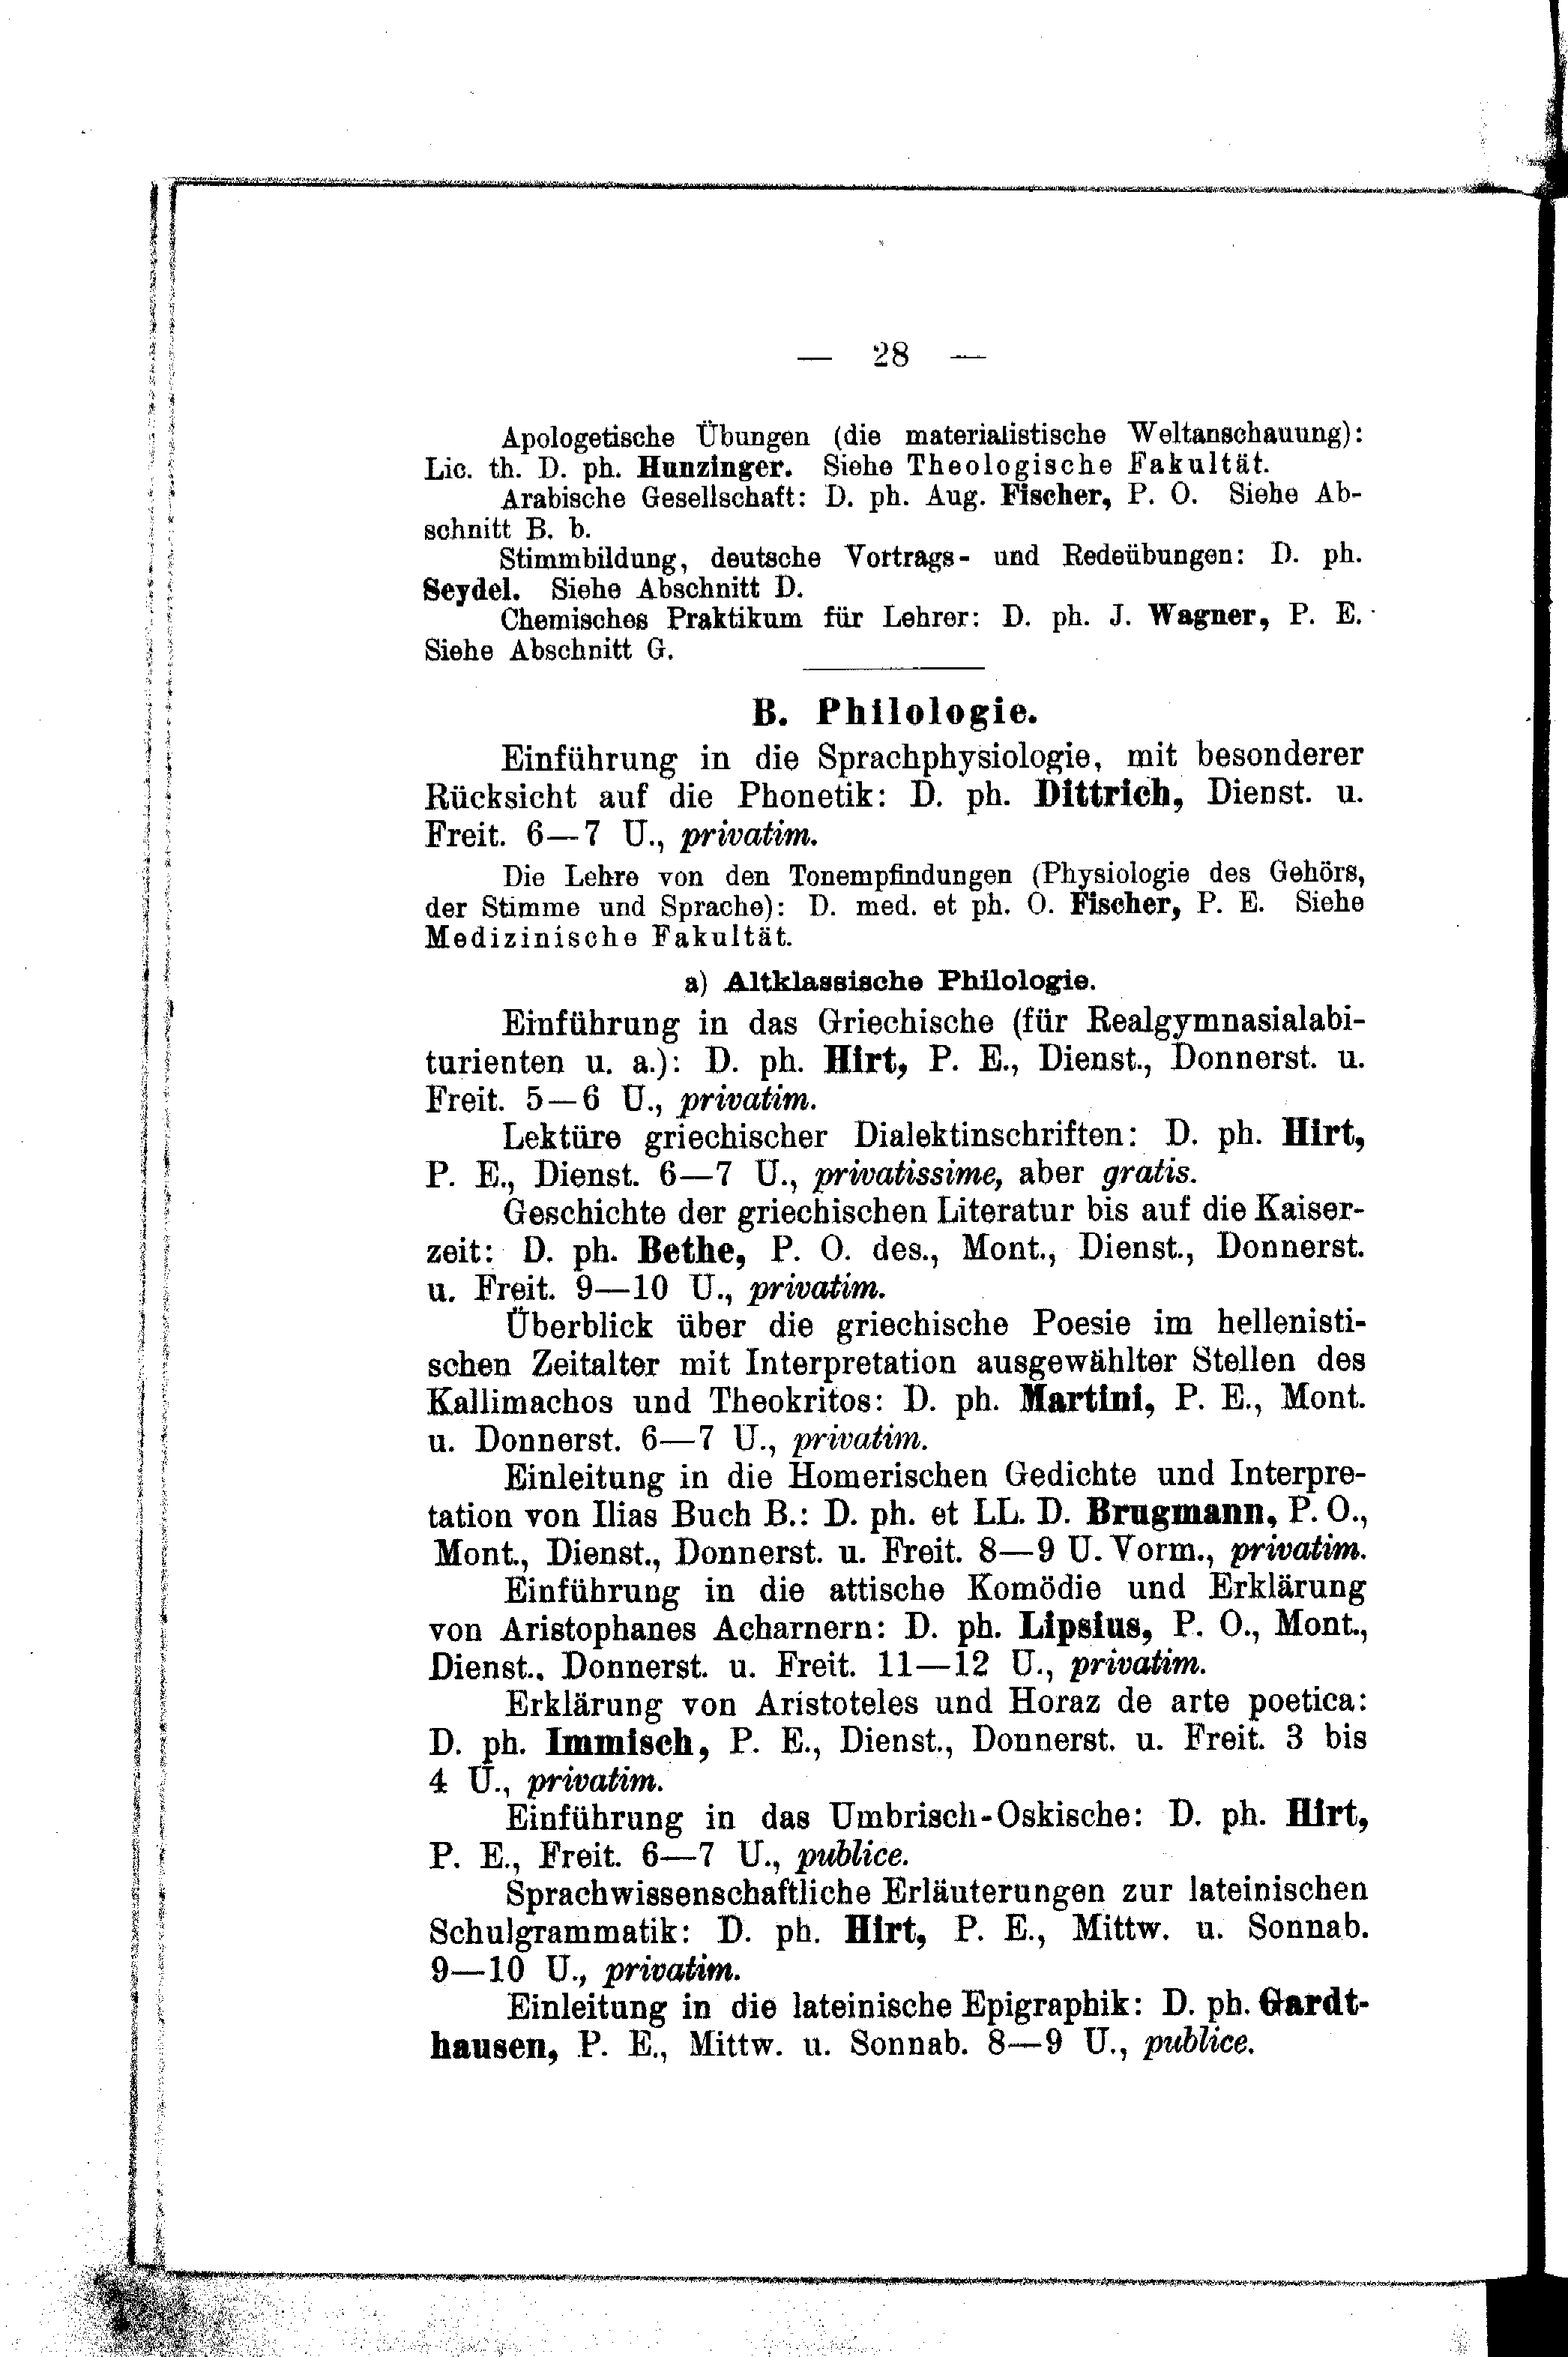 — 28 —
Apologetische Übungen (die materialistische Weltanschauung):
Lic. th. D. ph. Hunzinger. Siehe Theologische Fakultät.
Arabische Gesellschaft: D. ph. Aug. Fischer, P. O. Siehe Ab-
schnitt B. b.
Stimmbildung, deutsche Vortrags- und Redeübungen: D. ph.
Seydel. Siehe Abschnitt D.
Chemisches Praktikum für Lehrer: D. ph. J. Wagner, P. E.
Siehe Abschnitt G.
B. Philologie.
Einführung in die Sprachphysiologie, mit besonderer
Rücksicht auf die Phonetik: D. ph. Dittrich, Dienst. u.
Freit. 6—7 U., privatim.
Die Lehre von den Tonempfindungen (Physiologie des Gehörs,
der Stimme und Sprache): D. med. et ph. O. Fischer, P. E. Siehe
Medizinische Fakultät.
a) Altklassische Philologie.
Einführung in das Griechische (für Realgymnasialabi-
turienten u. a.): D. ph. Hirt, P. E., Dienst., Donnerst. u.
Freit. 5—6 U., privatim.
Lektüre griechischer Dialektinschriften: D. ph. Hirt,
P. E., Dienst. 6—7 U., privatissime, aber gratis.
Geschichte der griechischen Literatur bis auf die Kaiser-
zeit: D. ph. Bethe, P. O. des., Mont., Dienst., Donnerst.
u. Freit. 9—10 U., privatim.
Überblick über die griechische Poesie im hellenisti-
schen Zeitalter mit Interpretation ausgewählter Stellen des
Kallimachos und Theokritos: D. ph. Martini, P. E., Mont.
u. Donnerst. 6—7 U., privatim.
Einleitung in die Homerischen Gedichte und Interpre-
tation von Ilias Buch B.: D. ph. et LL. D. Brugmann, P. O.,
Mont., Dienst., Donnerst. u. Freit. 8—9 U. Vorm., privatim.
Einführung in die attische Komödie und Erklärung
von Aristophanes Acharnern: D. ph. Lipsius, P. O., Mont.,
Dienst., Donnerst. u. Freit. 11—12 U., privatim.
Erklärung von Aristoteles und Horaz de arte poetica:
D. ph. Immisch, P. E., Dienst., Donnerst. u. Freit. 3 bis
4 U., privatim.
Einführung in das Umbrisch-Oskische: D. ph. Hirt,
P. E., Freit. 6—7 U., publice.
Sprachwissenschaftliche Erläuterungen zur lateinischen
Schulgrammatik: D. ph. Hirt, P. E., Mittw. u. Sonnab.
9—10 U., privatim.
Einleitung in die lateinische Epigraphik: D. ph. Gardt-
hausen, P. E., Mittw. u. Sonnab. 8—9 U., publice.